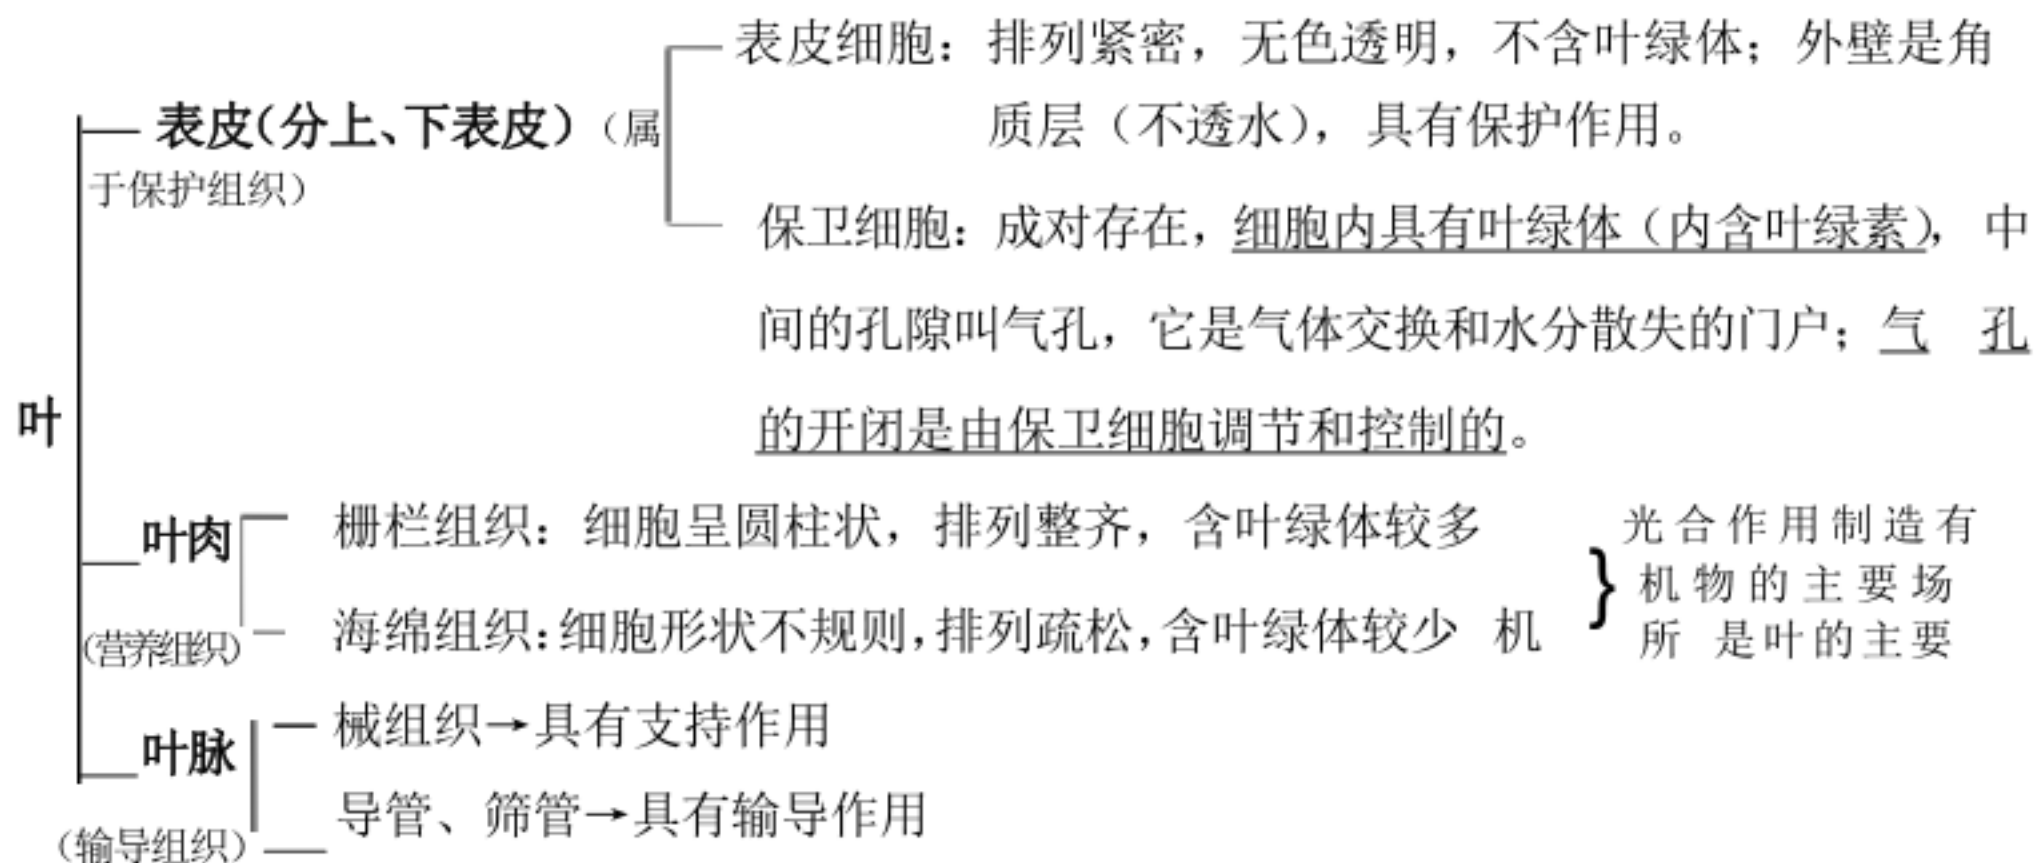 表皮细胞：排列紧密，无色透明，不含叶绿体；外壁是角
表皮（分上、下表皮）（属
质层（不透水），具有保护作用。
于保护组织）
保卫细胞：成对存在，细胞内具有叶绿体（内含叶绿素），中
间的孔隙叫气孔，它是气体交换和水分散失的门户；气 孔
叶
的开闭是由保卫细胞调节和控制的。
叶肉
栅栏组织：细胞呈圆柱状，排列整齐，含叶绿体较多
光合作用制造有
机物的主要场
所 是叶的主要
（营养组织）
海绵组织：细胞形状不规则，排列疏松，含叶绿体较少 机
叶脉
械组织→具有支持作用
导管、筛管→具有输导作用
（输导组织）